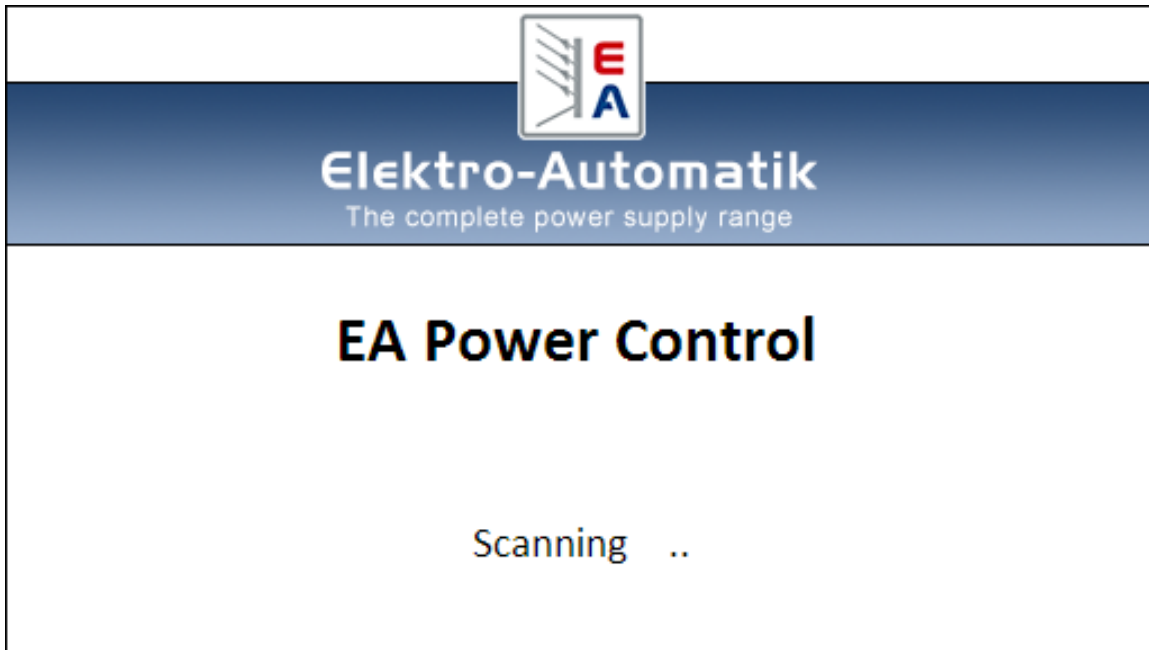 E
A
Elektro-Automatik
The complete power supply range
EA Power Control
Scanning ..